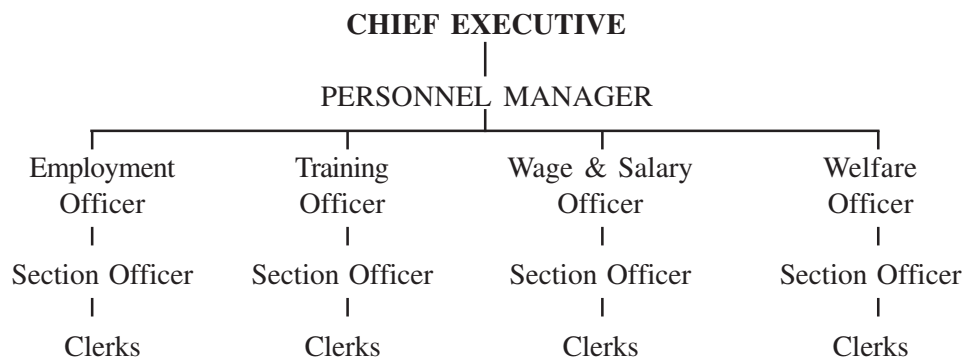 CHIEF EXECUTIVE
PERSONNEL MANAGER
Employment Officer
Training Officer
Wage & Salary Officer
Welfare Officer
Section Officer
Section Officer
Section Officer
Section Officer
Clerks
Clerks
Clerks
Clerks